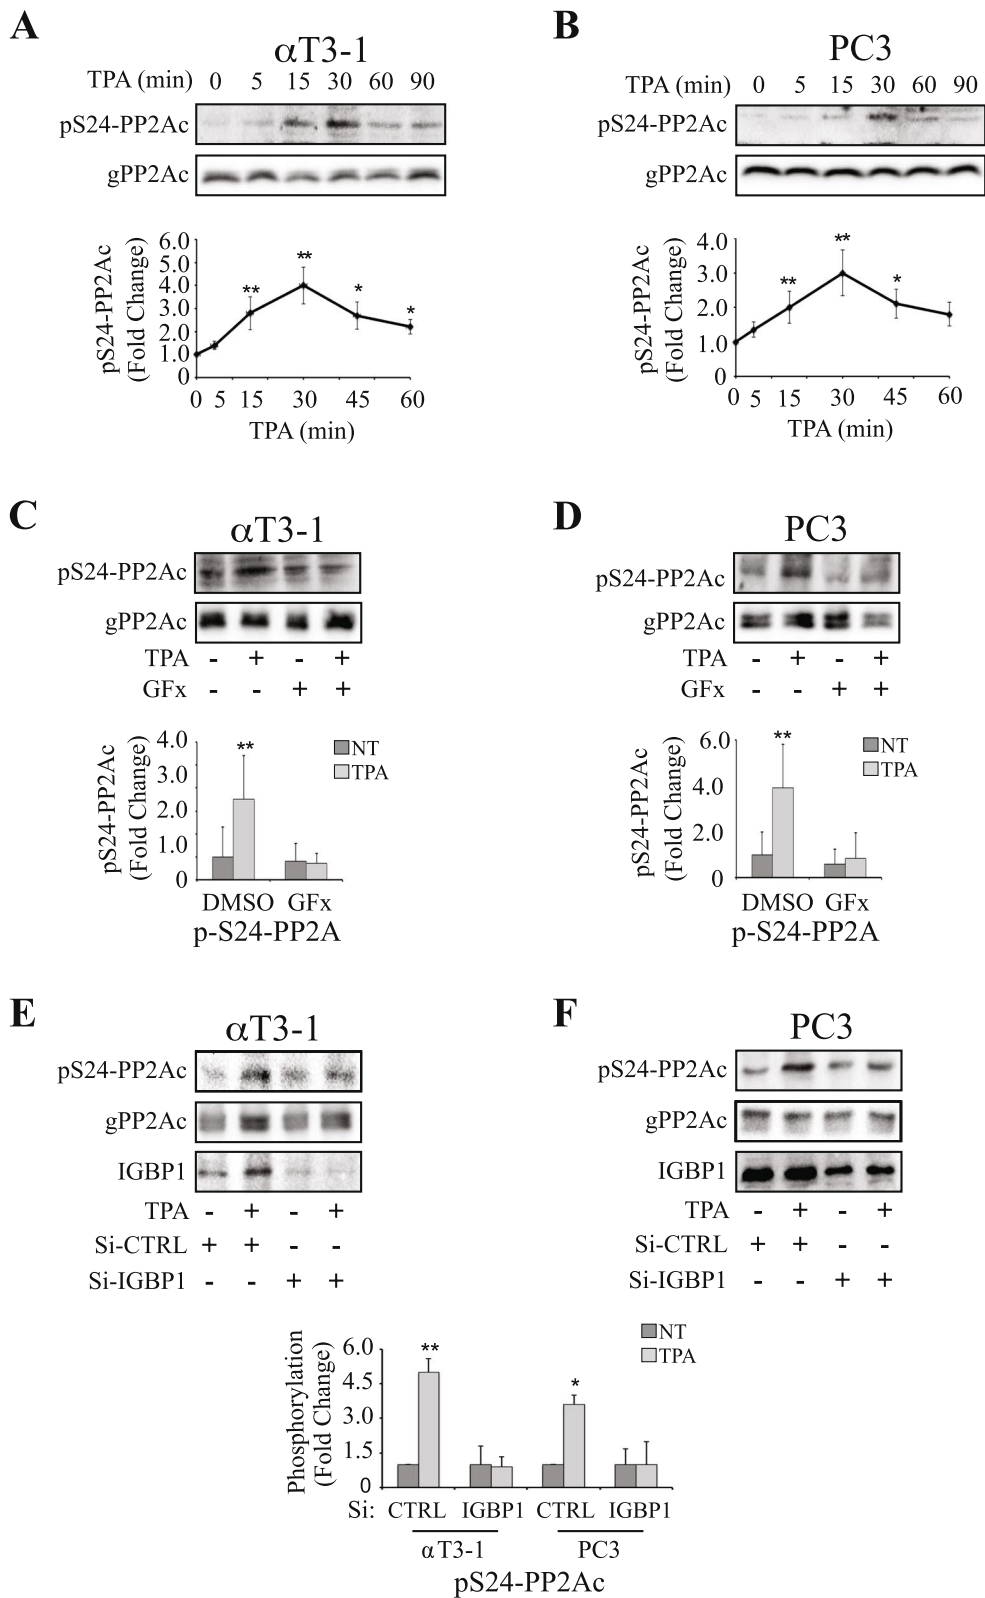 A
αT3-1
TPA (min) 0 5 15 30 60 90
pS24-PP2Ac
gPP2Ac
pS24-PP2Ac
(Fold Change)
6.0
5.0
4.0
3.0
2.0
1.0
0
**
**
*
*
0 5 15 30 45 60
TPA (min)
B
PC3
TPA (min) 0 5 15 30 60 90
pS24-PP2Ac
gPP2Ac
pS24-PP2Ac
(Fold Change)
4.0
3.0
2.0
1.0
0
**
**
*
0 5 15 30 45 60
TPA (min)
C
αT3-1
pS24-PP2Ac
gPP2Ac
TPA - + - +
GFx - - + +
pS24-PP2Ac
(Fold Change)
4.0
3.0
2.0
1.0
0
**
NT
TPA
DMSO GFx
p-S24-PP2A
D
PC3
pS24-PP2Ac
gPP2Ac
TPA - + - +
GFx - - + +
pS24-PP2Ac
(Fold Change)
6.0
4.0
2.0
0
**
NT
TPA
DMSO GFx
p-S24-PP2A
E
αT3-1
pS24-PP2Ac
gPP2Ac
IGBP1
TPA - + - +
Si-CTRL + + - -
Si-IGBP1 - - + +
F
PC3
pS24-PP2Ac
gPP2Ac
IGBP1
TPA - + - +
Si-CTRL + + - -
Si-IGBP1 - - + +
Phosphorylation
(Fold Change)
6.0
4.5
3.0
1.5
0
**
*
NT
TPA
Si: CTRL IGBP1 CTRL IGBP1
αT3-1 PC3
pS24-PP2Ac